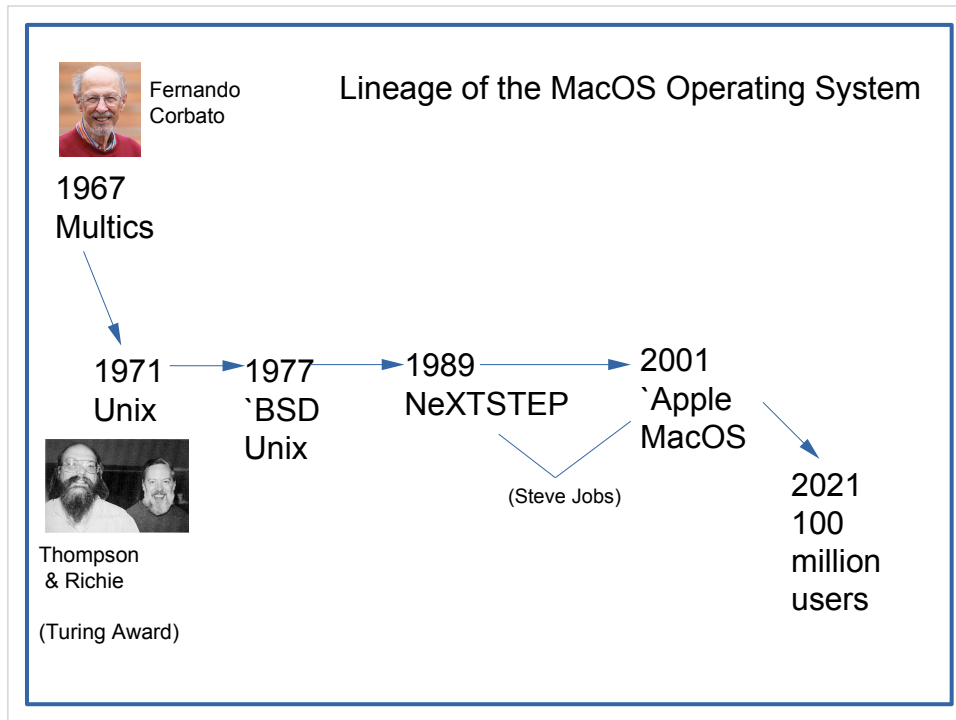 Lineage of the MacOS Operating System
Fernando
Corbato
1967
Multics
1971
Unix
1977
`BSD
Unix
1989
NeXTSTEP
2001
`Apple
MacOS
(Steve Jobs)
2021
100
million
users
Thompson
& Richie
(Turing Award)